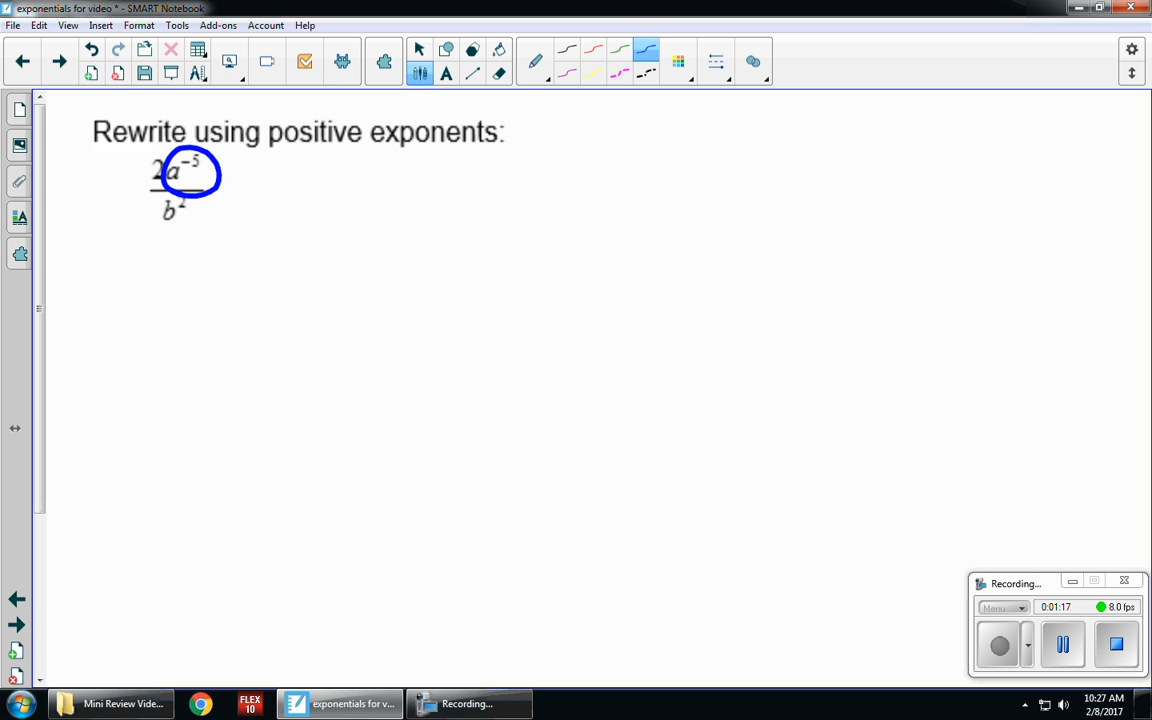 exponentials for video * - SMART Notebook
File Edit View Insert Format Tools Add-ons Account Help
Rewrite using positive exponents:
2a⁻⁵
b²
Recording...
Menu 0:01:17 8.0 fps
Mini Review Vide... FLEX 10 exponentials for v... Recording... 10:27 AM
2/8/2017